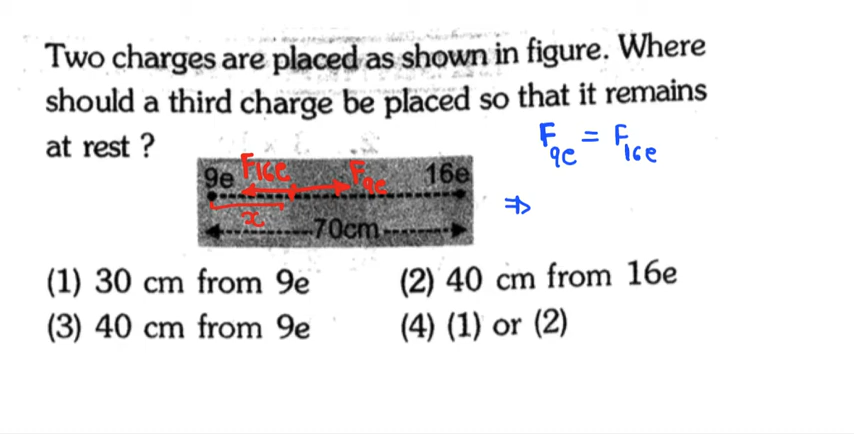 Two charges are placed as shown in figure. Where
should a third charge be placed so that it remains
at rest ?
F9e = F16e
9e F16e F9e 16e
x
⇒
70cm
(1) 30 cm from 9e (2) 40 cm from 16e
(3) 40 cm from 9e (4) (1) or (2)